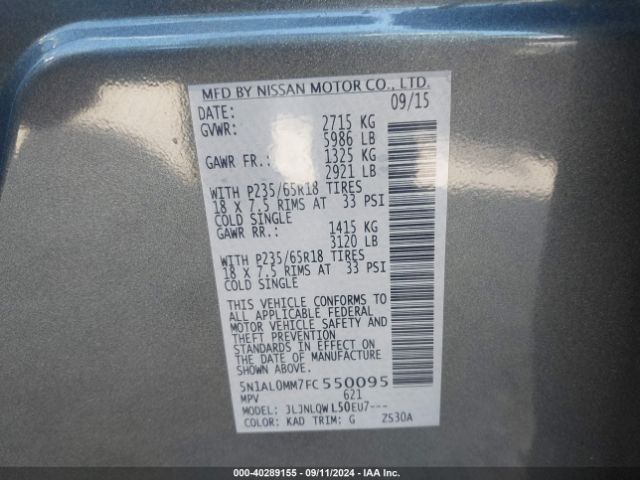 MFD BY NISSAN MOTOR CO., LTD.
DATE: 09/15
GVWR: 2715 KG
5986 LB
GAWR FR.: 1325 KG
2921 LB
WITH P235/65R18 TIRES
18 X 7.5 RIMS AT 33 PSI
COLD SINGLE
GAWR RR.: 1415 KG
3120 LB
WITH P235/65R18 TIRES
18 X 7.5 RIMS AT 33 PSI
COLD SINGLE
THIS VEHICLE CONFORMS TO
ALL APPLICABLE FEDERAL
MOTOR VEHICLE SAFETY AND
THEFT PREVENTION
STANDARDS IN EFFECT ON
THE DATE OF MANUFACTURE
SHOWN ABOVE.
5N1AL0MM7FC550095
MPV 621
MODEL: JLJNLQWL50EU7---
COLOR: KAD TRIM: G ZS30A
000-40289155 - 09/11/2024 - IAA Inc.